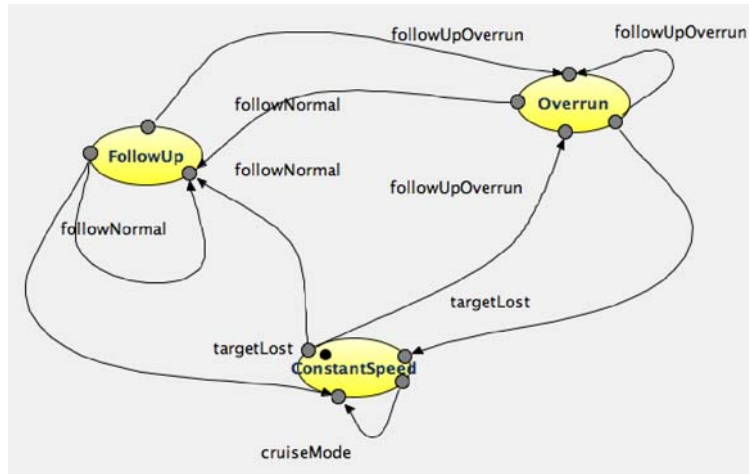 followUpOverrun
followUpOverrun
followNormal
Overrun
FollowUp
followNormal
followUpOverrun
followNormal
targetLost
targetLost
ConstantSpeed
cruiseMode